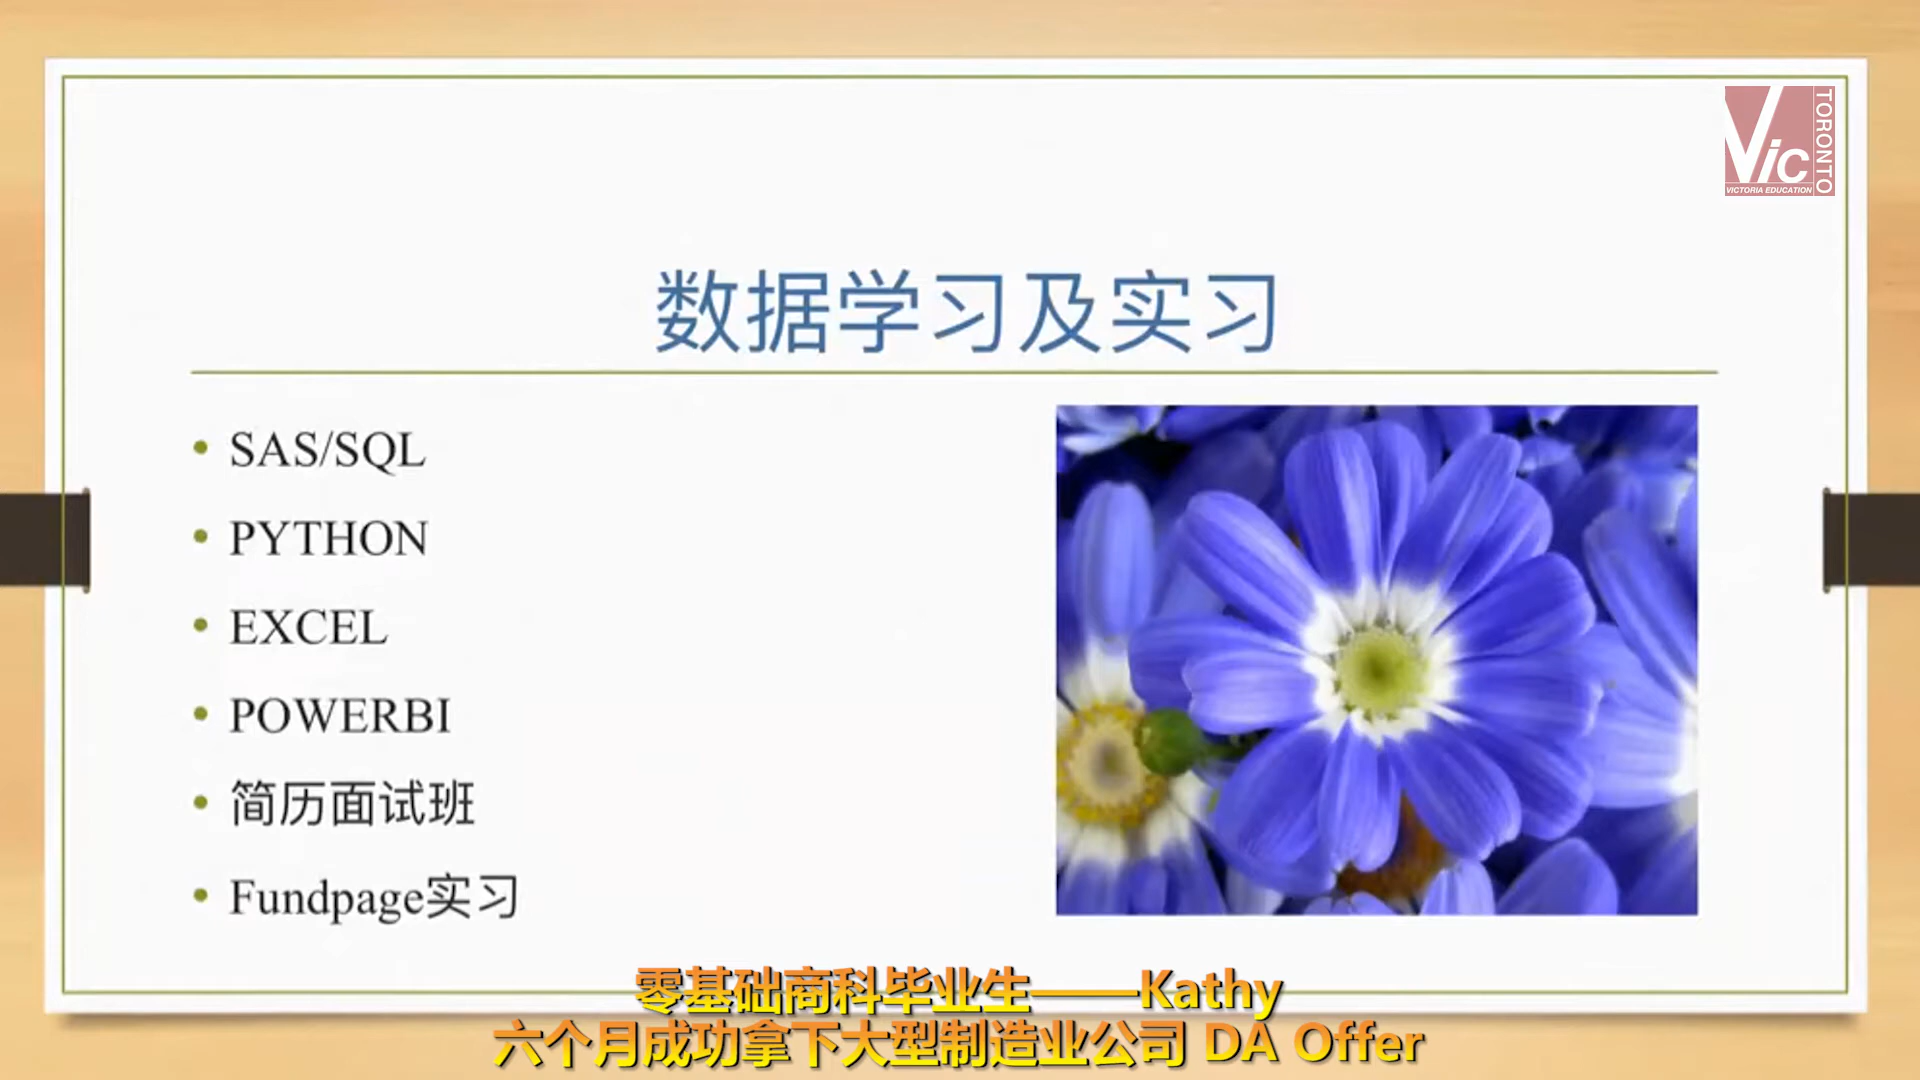 Vic
TORONTO
VICTORIA EDUCATION
数据学习及实习
• SAS/SQL
• PYTHON
• EXCEL
• POWERBI
• 简历面试班
• Fundpage实习
零基础商科毕业生——Kathy
六个月成功拿下大型制造业公司 DA Offer